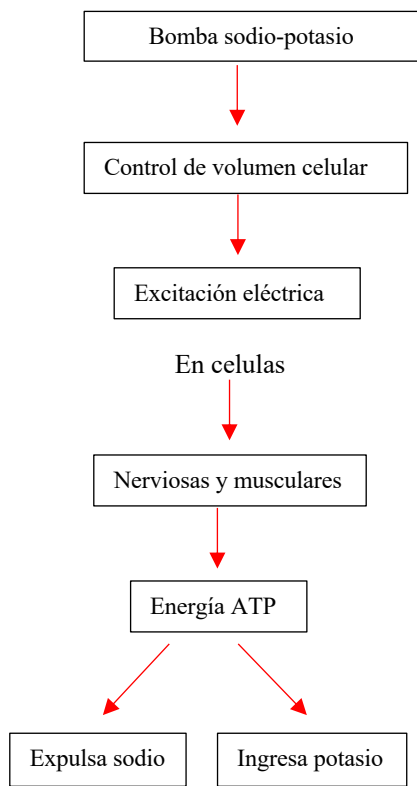 Bomba sodio-potasio
Control de volumen celular
Excitación eléctrica
En celulas
Nerviosas y musculares
Energía ATP
Expulsa sodio
Ingresa potasio